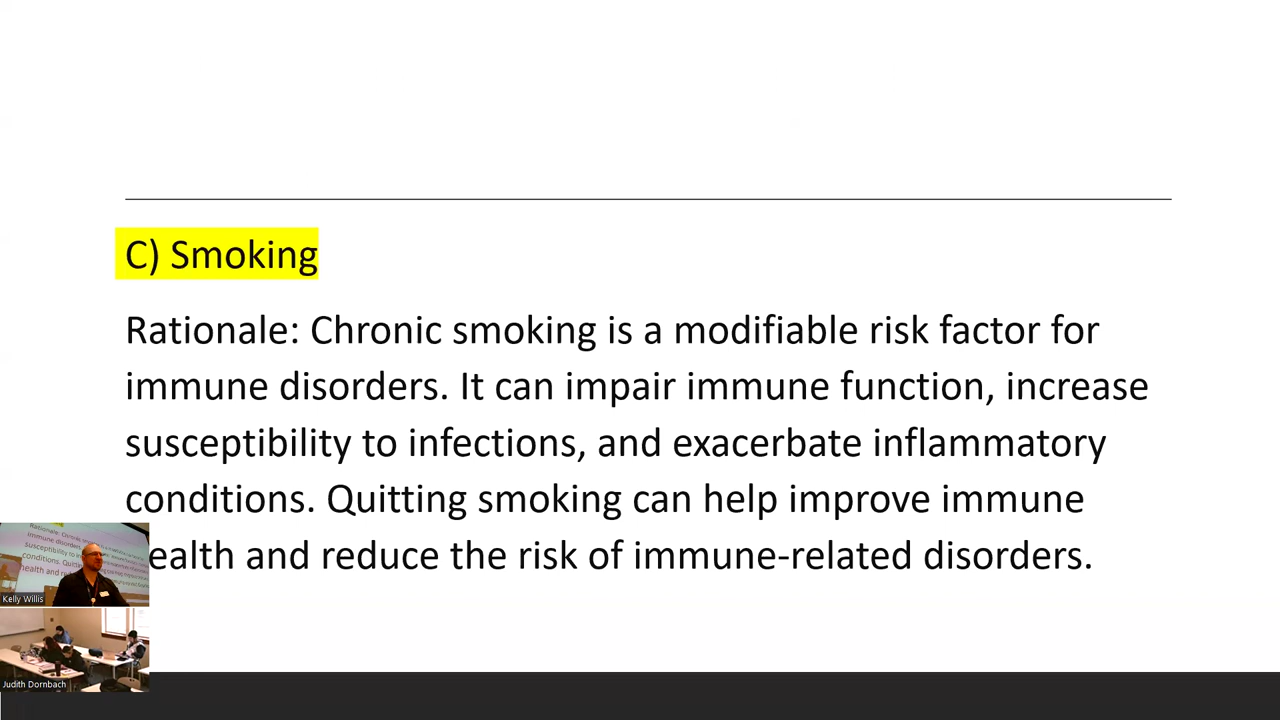 C) Smoking
Rationale: Chronic smoking is a modifiable risk factor for
immune disorders. It can impair immune function, increase
susceptibility to infections, and exacerbate inflammatory
conditions. Quitting smoking can help improve immune
ealth and reduce the risk of immune-related disorders.
Kelly Willis
Judith Dornbach